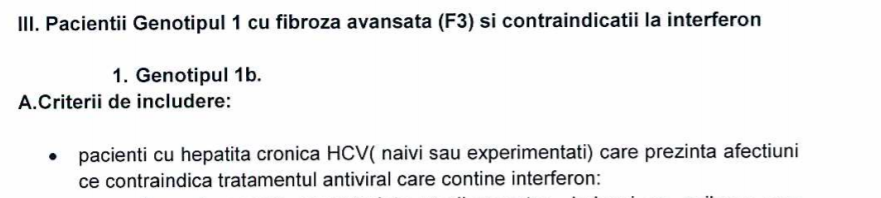 III. Pacientii Genotipul 1 cu fibroza avansata (F3) si contraindicatii la interferon
1. Genotipul 1b.
A.Criterii de includere:
• pacienti cu hepatita cronica HCV( naivi sau experimentati) care prezinta afectiuni
ce contraindica tratamentul antiviral care contine interferon: